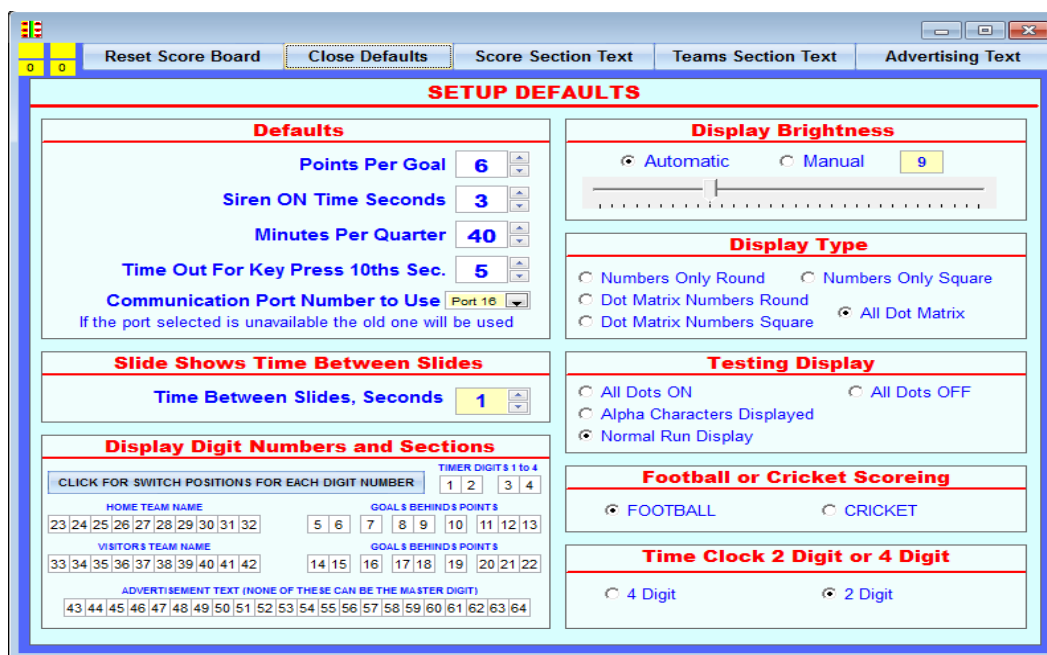 0 0 Reset Score Board Close Defaults Score Section Text Teams Section Text Advertising Text
SETUP DEFAULTS
Defaults
Points Per Goal 6
Siren ON Time Seconds 3
Minutes Per Quarter 40
Time Out For Key Press 10ths Sec. 5
Communication Port Number to Use Port 16
If the port selected is unavailable the old one will be used
Slide Shows Time Between Slides
Time Between Slides, Seconds 1
Display Digit Numbers and Sections
TIMER DIGITS 1 to 4
CLICK FOR SWITCH POSITIONS FOR EACH DIGIT NUMBER 1 2 3 4
HOME TEAM NAME GOALS BEHINDS POINTS
23 24 25 26 27 28 29 30 31 32 5 6 7 8 9 10 11 12 13
VISITORS TEAM NAME GOALS BEHINDS POINTS
33 34 35 36 37 38 39 40 41 42 14 15 16 17 18 19 20 21 22
ADVERTISEMENT TEXT (NONE OF THESE CAN BE THE MASTER DIGIT)
43 44 45 46 47 48 49 50 51 52 53 54 55 56 57 58 59 60 61 62 63 64
Display Brightness
Automatic Manual 9
Display Type
Numbers Only Round Numbers Only Square
Dot Matrix Numbers Round
All Dot Matrix
Dot Matrix Numbers Square
Testing Display
All Dots ON All Dots OFF
Alpha Characters Displayed
Normal Run Display
Football or Cricket Scoreing
FOOTBALL CRICKET
Time Clock 2 Digit or 4 Digit
4 Digit 2 Digit